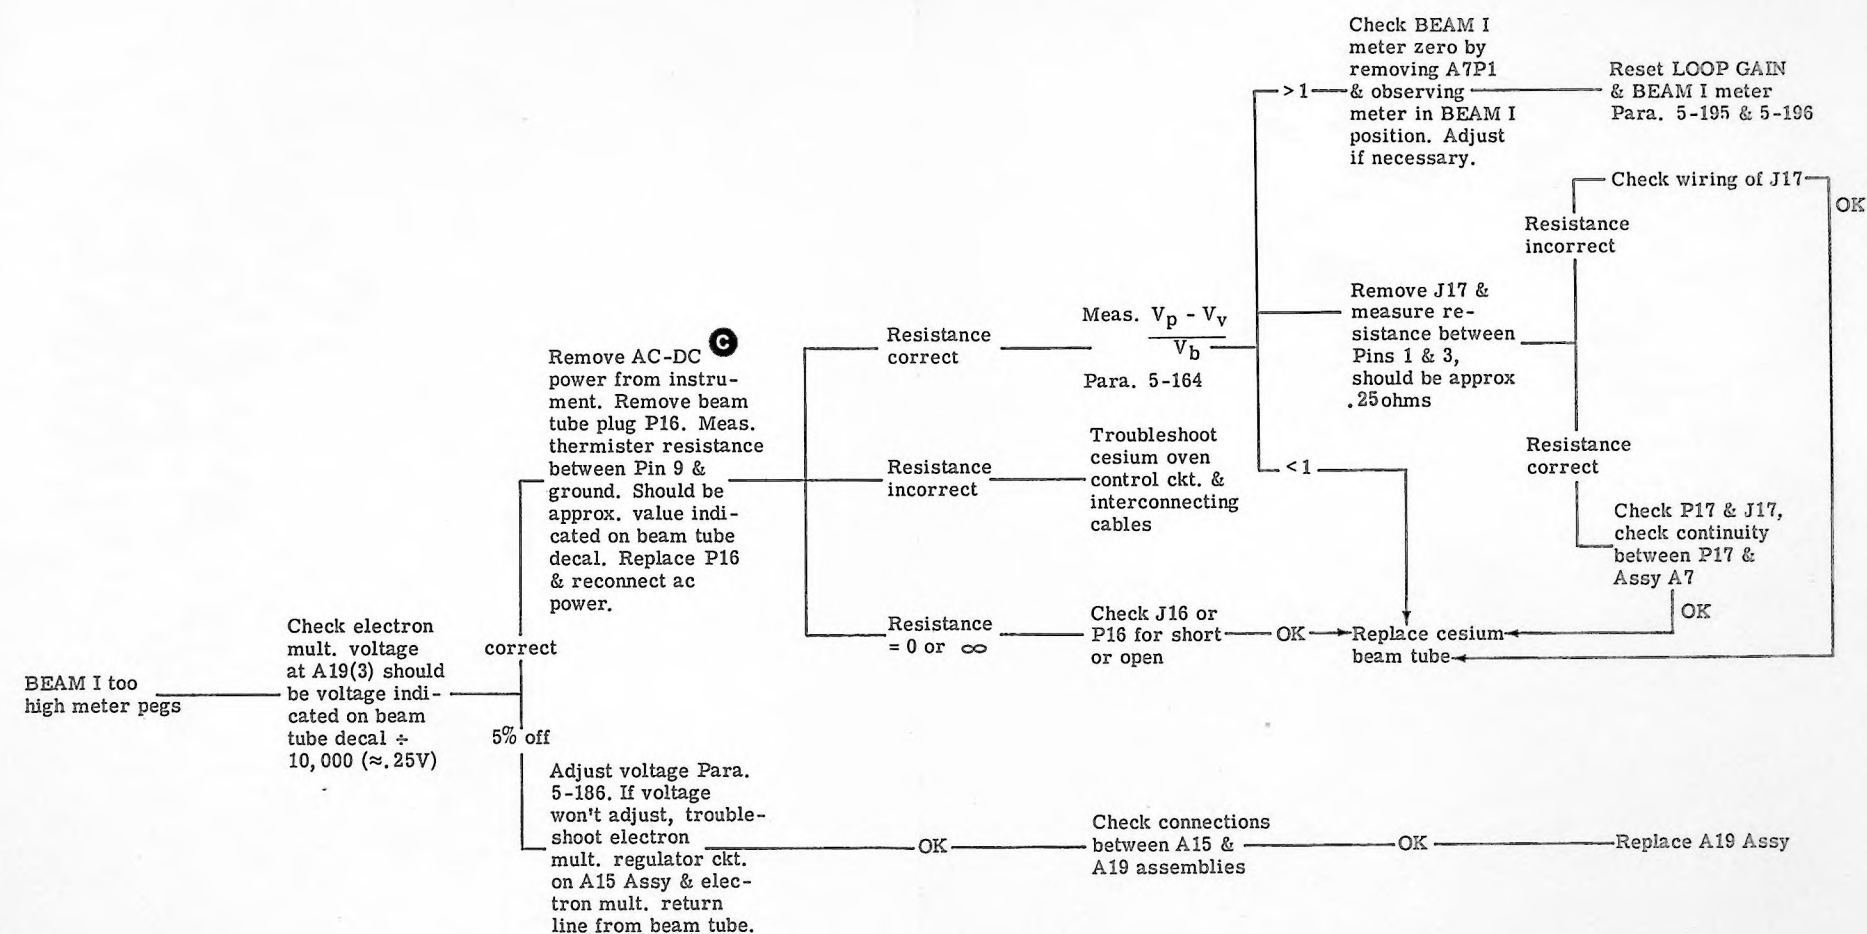 BEAM I too
high meter pegs
Check electron
mult. voltage
at A19(3) should
be voltage indi-
cated on beam
tube decal ÷
10,000 (≈.25V)
correct
5% off
C
Remove AC-DC
power from instru-
ment. Remove beam
tube plug P16. Meas.
thermister resistance
between Pin 9 &
ground. Should be
approx. value indi-
cated on beam tube
decal. Replace P16
& reconnect ac
power.
Adjust voltage Para.
5-186. If voltage
won't adjust, trouble-
shoot electron
mult. regulator ckt.
on A15 Assy & elec-
tron mult. return
line from beam tube.
OK
Check connections
between A15 &
A19 assemblies
OK
Replace A19 Assy
Resistance
correct
Meas. Vp - Vv
Vb
Para. 5-164
Resistance
incorrect
Troubleshoot
cesium oven
control ckt. &
interconnecting
cables
Resistance
= 0 or ∞
Check J16 or
P16 for short
or open
OK
Replace cesium
beam tube
>1
Check BEAM I
meter zero by
removing A7P1
& observing
meter in BEAM I
position. Adjust
if necessary.
Reset LOOP GAIN
& BEAM I meter
Para. 5-195 & 5-196
Remove J17 &
measure re-
sistance between
Pins 1 & 3,
should be approx
.25ohms
<1
Resistance
incorrect
Check wiring of J17
OK
Resistance
correct
Check P17 & J17,
check continuity
between P17 &
Assy A7
OK